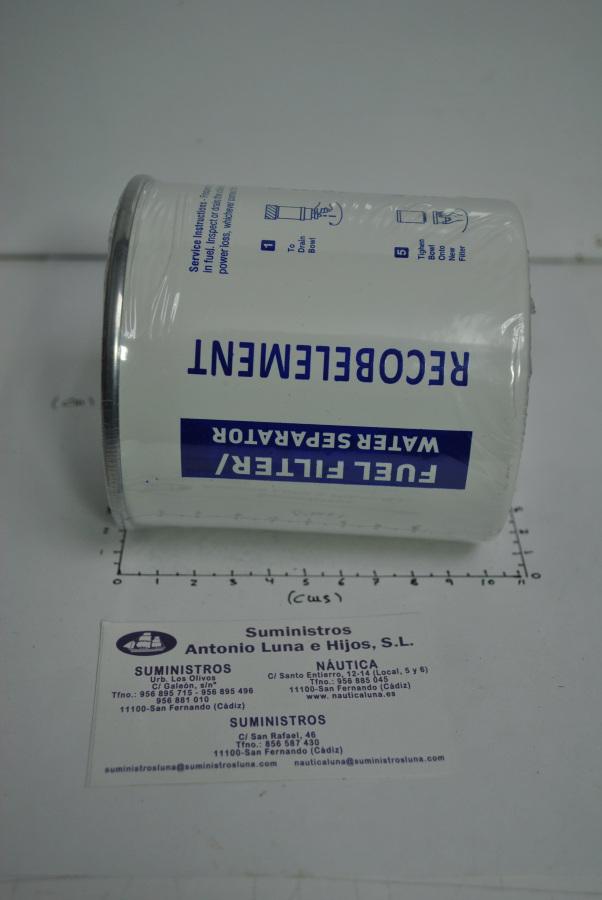 Service Instructions -
in fuel. Inspect or drain the
power loss, whichever
1
To
Drain
Bowl
5
Tighten
Bowl
Onto
New
Filter
RECOBELEMENT
FUEL FILTER/
WATER SEPARATOR
0 1 2 3 4 5 6 7 8 9 10 11
(cms)
Suministros
Antonio Luna e Hijos, S.L.
SUMINISTROS
Urb. Los Olivos
C/ Galeón, s/nº
Tfno.: 956 895 715 - 956 895 496
956 881 010
11100-San Fernando (Cádiz)
NÁUTICA
C/ Santo Entierro, 12-14 (Local, 5 y 6)
Tfno.: 956 885 045
11100-San Fernando (Cádiz)
www. nauticaluna.es
SUMINISTROS
C/ San Rafael, 46
Tfno.: 856 587 430
11100-San Fernando (Cádiz)
suministrosluna@suministrosluna.com nauticaluna@suministrosluna.com